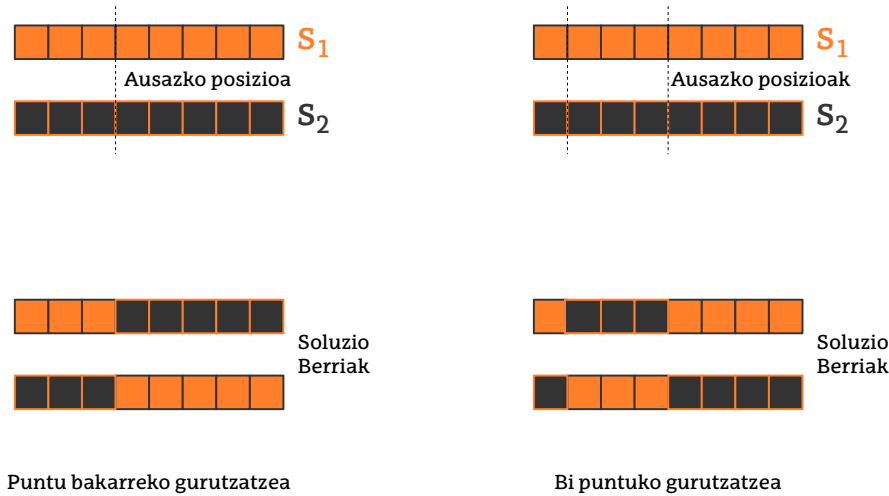 S₁
Ausazko posizioa
S₂
Soluzio
Berriak
Puntu bakarreko gurutzatzea
S₁
Ausazko posizioak
S₂
Soluzio
Berriak
Bi puntuko gurutzatzea